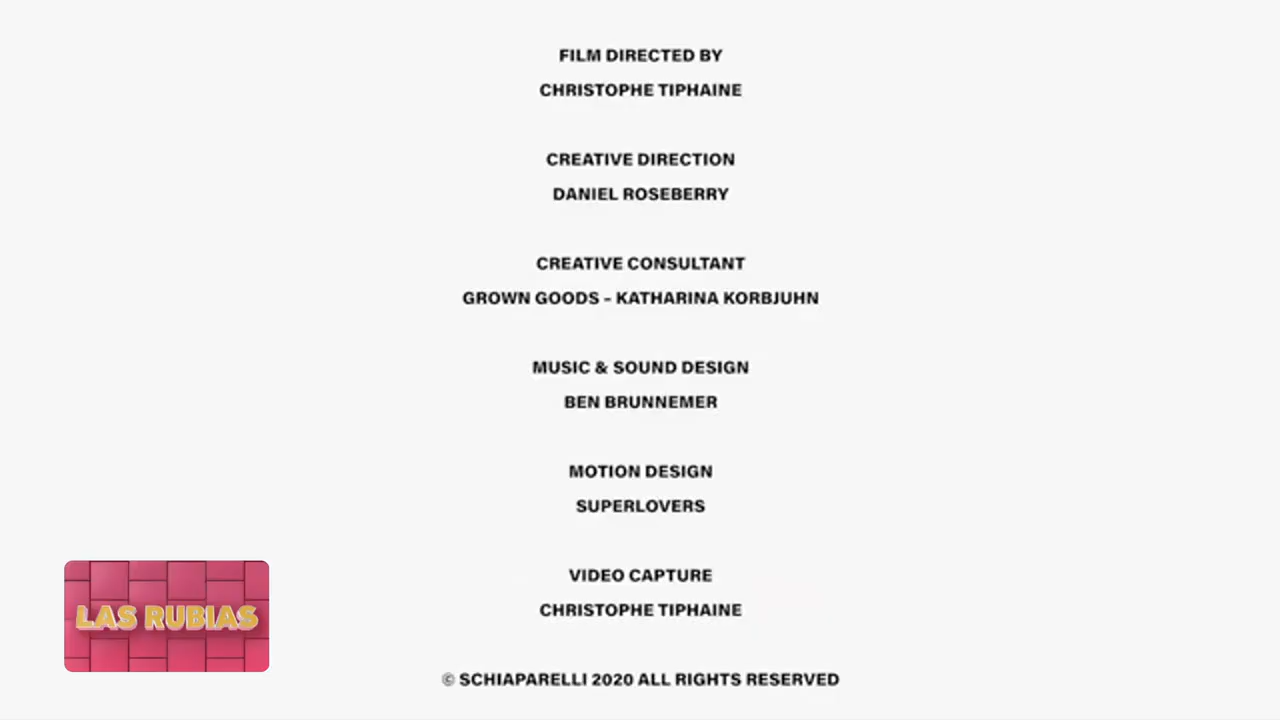 FILM DIRECTED BY
CHRISTOPHE TIPHAINE
CREATIVE DIRECTION
DANIEL ROSEBERRY
CREATIVE CONSULTANT
GROWN GOODS – KATHARINA KORBJUHN
MUSIC & SOUND DESIGN
BEN BRUNNEMER
MOTION DESIGN
SUPERLOVERS
VIDEO CAPTURE
CHRISTOPHE TIPHAINE
LAS RUBIAS
© SCHIAPARELLI 2020 ALL RIGHTS RESERVED